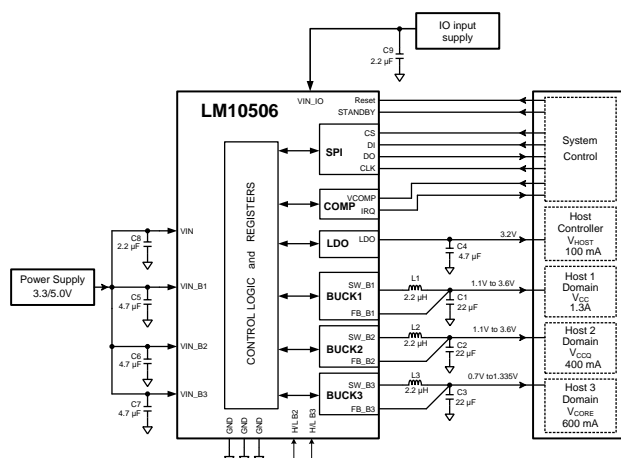 IO input
supply
C9
2.2 µF
VIN_IO
LM10506
Reset
STANDBY
CS
DI
DO
CLK
SPI
VCOMP
IRQ
COMP
LDO
LDO
CONTROL LOGIC and REGISTERS
System
Control
3.2V
C4
4.7 µF
Host
Controller
VHOST
100 mA
VIN
C8
2.2 µF
Power Supply
3.3/5.0V
VIN_B1
C5
4.7 µF
VIN_B2
C6
4.7 µF
VIN_B3
C7
4.7 µF
SW_B1
BUCK1
FB_B1
L1
2.2 µH
1.1V to 3.6V
C1
22 µF
Host 1
Domain
VCC
1.3A
SW_B2
BUCK2
FB_B2
L2
2.2 µH
1.1V to 3.6V
C2
22 µF
Host 2
Domain
VCCQ
400 mA
SW_B3
BUCK3
FB_B3
L3
2.2 µH
0.7V to1.335V
C3
22 µF
Host 3
Domain
VCORE
600 mA
GND
GND
GND
H/L B2
H/L B3